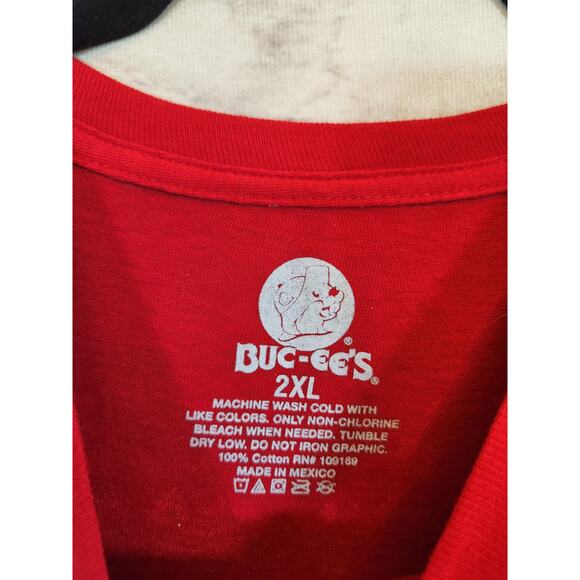 BUC-EE'S®
2XL
MACHINE WASH COLD WITH
LIKE COLORS. ONLY NON-CHLORINE
BLEACH WHEN NEEDED. TUMBLE
DRY LOW. DO NOT IRON GRAPHIC.
100% Cotton RN# 109169
MADE IN MEXICO